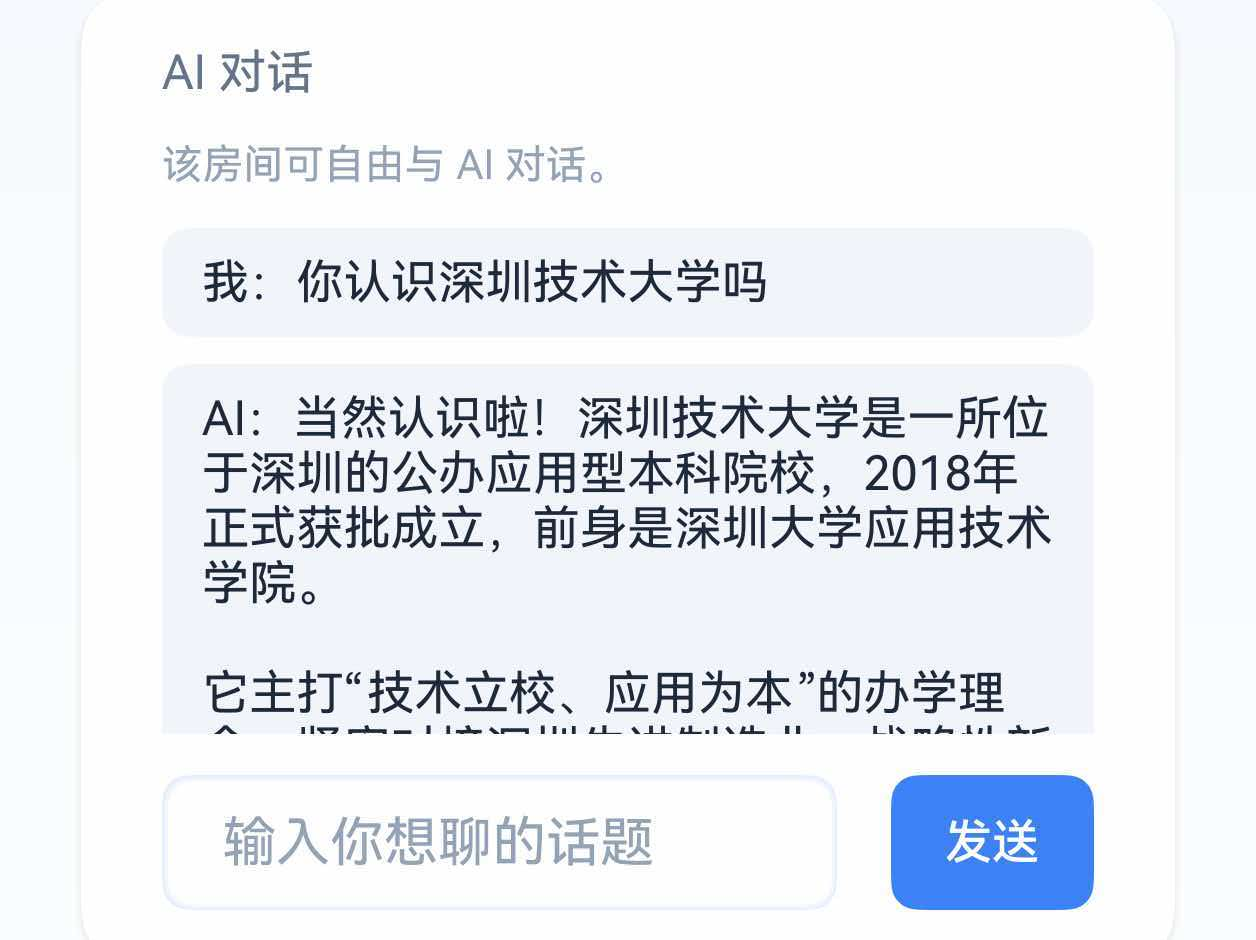 AI 对话
该房间可自由与 AI 对话。
我：你认识深圳技术大学吗
AI：当然认识啦！深圳技术大学是一所位
于深圳的公办应用型本科院校，2018年
正式获批成立，前身是深圳大学应用技术
学院。
它主打“技术立校、应用为本”的办学理
输入你想聊的话题
发送